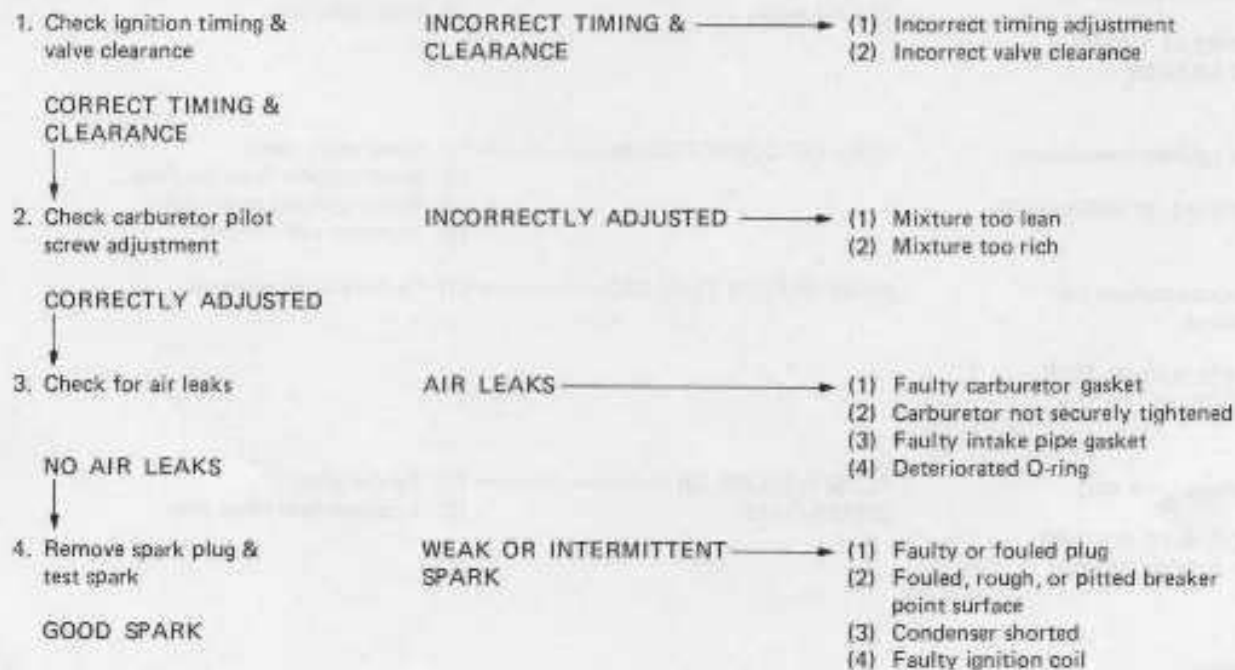 1. Check ignition timing &
valve clearance
INCORRECT TIMING &
CLEARANCE
(1) Incorrect timing adjustment
(2) Incorrect valve clearance
CORRECT TIMING &
CLEARANCE
2. Check carburetor pilot
screw adjustment
INCORRECTLY ADJUSTED
(1) Mixture too lean
(2) Mixture too rich
CORRECTLY ADJUSTED
3. Check for air leaks
AIR LEAKS
(1) Faulty carburetor gasket
(2) Carburetor not securely tightened
(3) Faulty intake pipe gasket
(4) Deteriorated O-ring
NO AIR LEAKS
4. Remove spark plug &
test spark
WEAK OR INTERMITTENT
SPARK
(1) Faulty or fouled plug
(2) Fouled, rough, or pitted breaker
point surface
(3) Condenser shorted
(4) Faulty ignition coil
GOOD SPARK